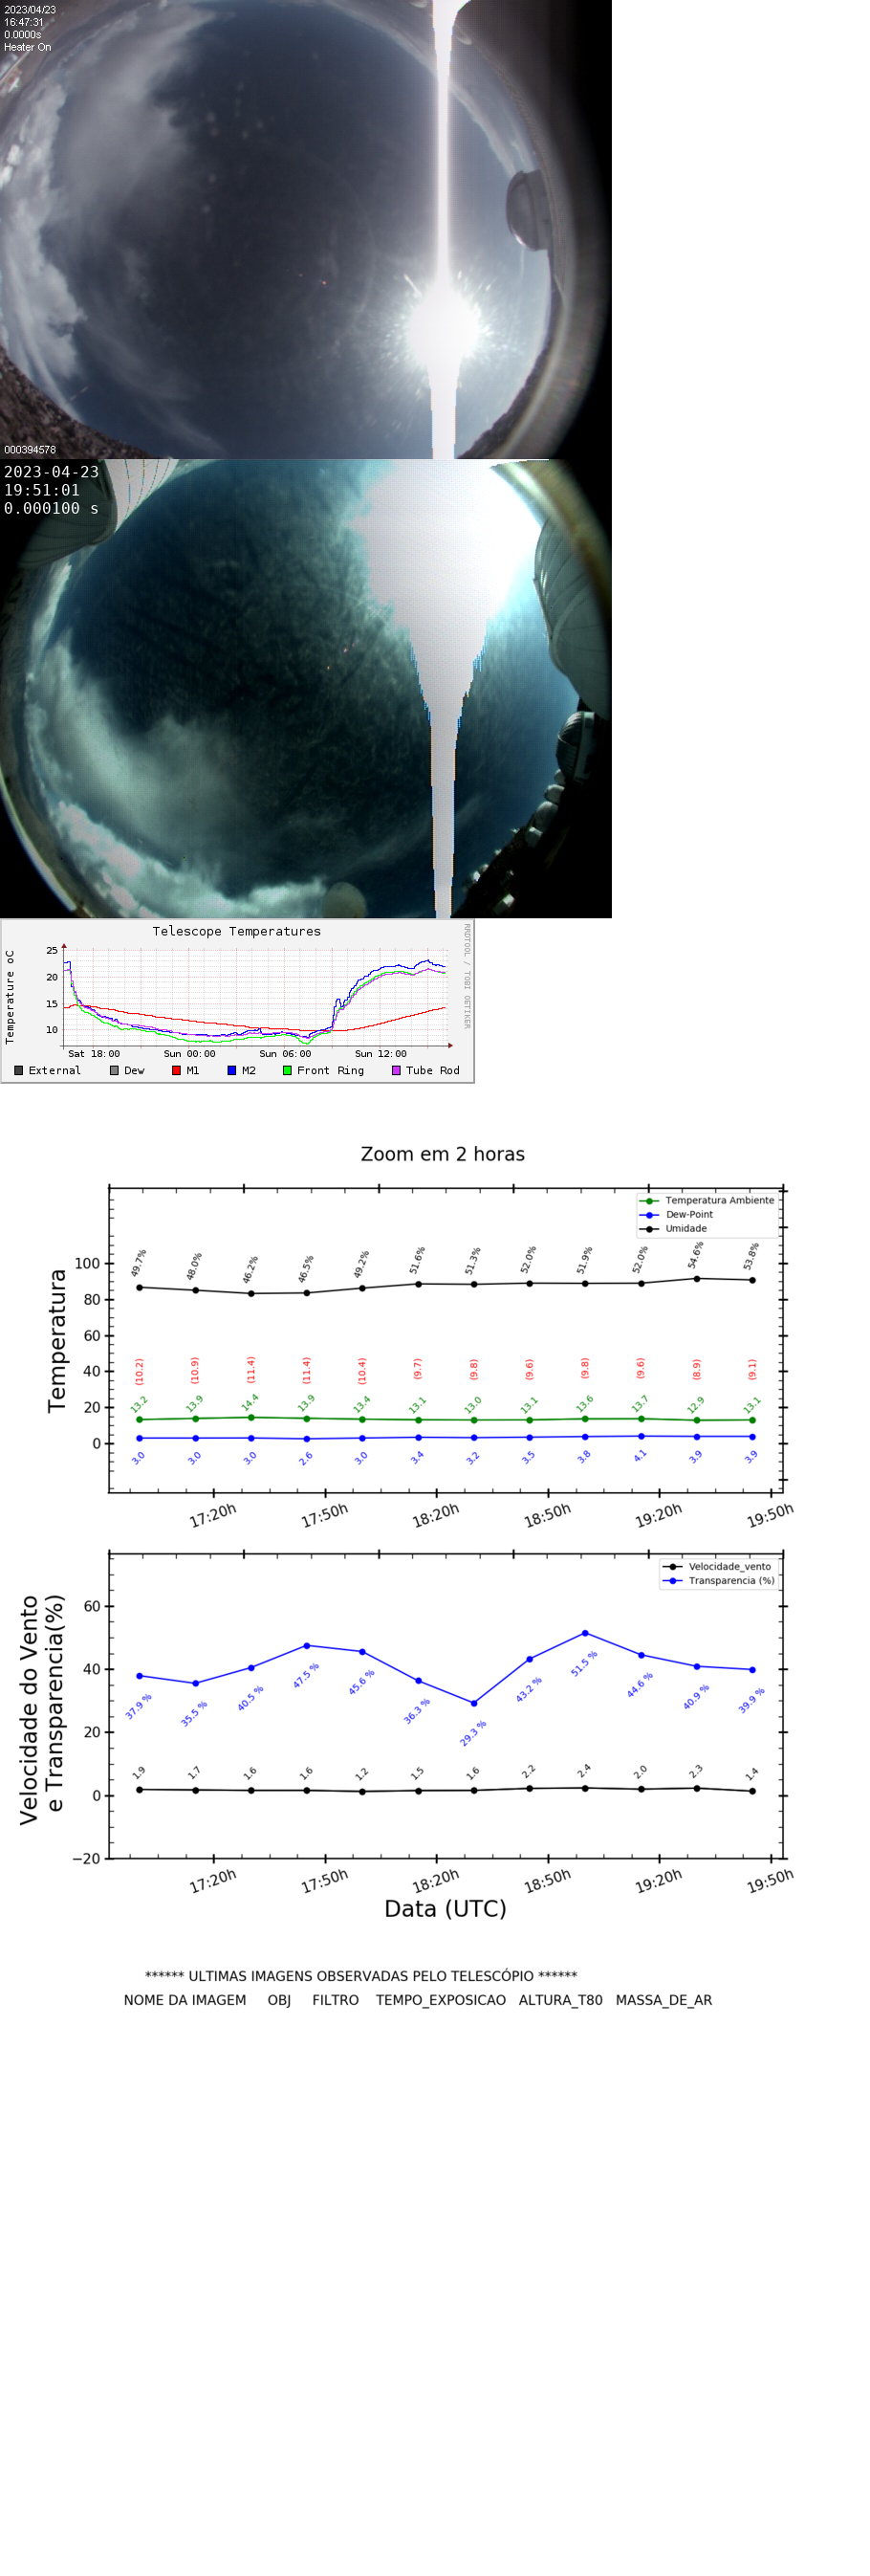 2023/04/23
16:47:31
0.0000s
Heater On
000394578
2023-04-23
19:51:01
0.000100 s
Telescope Temperatures
RRDTOOL / TOBI OETIKER
Temperature oC
25
20
15
10
Sat 18:00 Sun 00:00 Sun 06:00 Sun 12:00
External Dew M1 M2 Front Ring Tube Rod
Zoom em 2 horas
Temperatura Ambiente
Dew-Point
Umidade
Temperatura
100
80
60
40
20
0
49.7% 48.0% 46.2% 46.5% 49.2% 51.6% 51.3% 52.0% 51.9% 52.0% 54.6% 53.8%
(10.2) (10.9) (11.4) (11.4) (10.4) (9.7) (9.8) (9.6) (9.8) (9.6) (8.9) (9.1)
13.2 13.9 14.4 13.9 13.4 13.1 13.0 13.1 13.6 13.7 12.9 13.1
3.0 3.0 3.0 2.6 3.0 3.4 3.2 3.5 3.8 4.1 3.9 3.9
17:20h 17:50h 18:20h 18:50h 19:20h 19:50h
Velocidade_vento
Transparencia (%)
Velocidade do Vento
e Transparencia(%)
60
40
20
0
−20
37.9 % 35.5 % 40.5 % 47.5 % 45.6 % 36.3 % 29.3 % 43.2 % 51.5 % 44.6 % 40.9 % 39.9 %
1.9 1.7 1.6 1.6 1.2 1.5 1.6 2.2 2.4 2.0 2.3 1.4
17:20h 17:50h 18:20h 18:50h 19:20h 19:50h
Data (UTC)
****** ULTIMAS IMAGENS OBSERVADAS PELO TELESCÓPIO ******
NOME DA IMAGEM OBJ FILTRO TEMPO_EXPOSICAO ALTURA_T80 MASSA_DE_AR